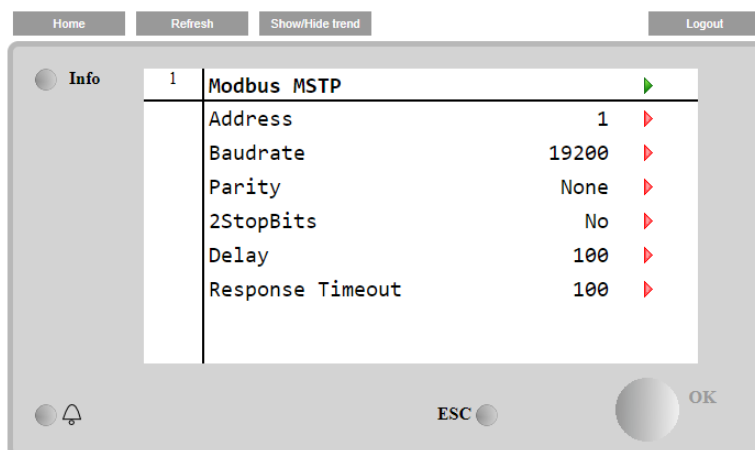 Home Refresh Show/Hide trend Logout
Info
1 Modbus MSTP
Address 1
Baudrate 19200
Parity None
2StopBits No
Delay 100
Response Timeout 100
ESC OK